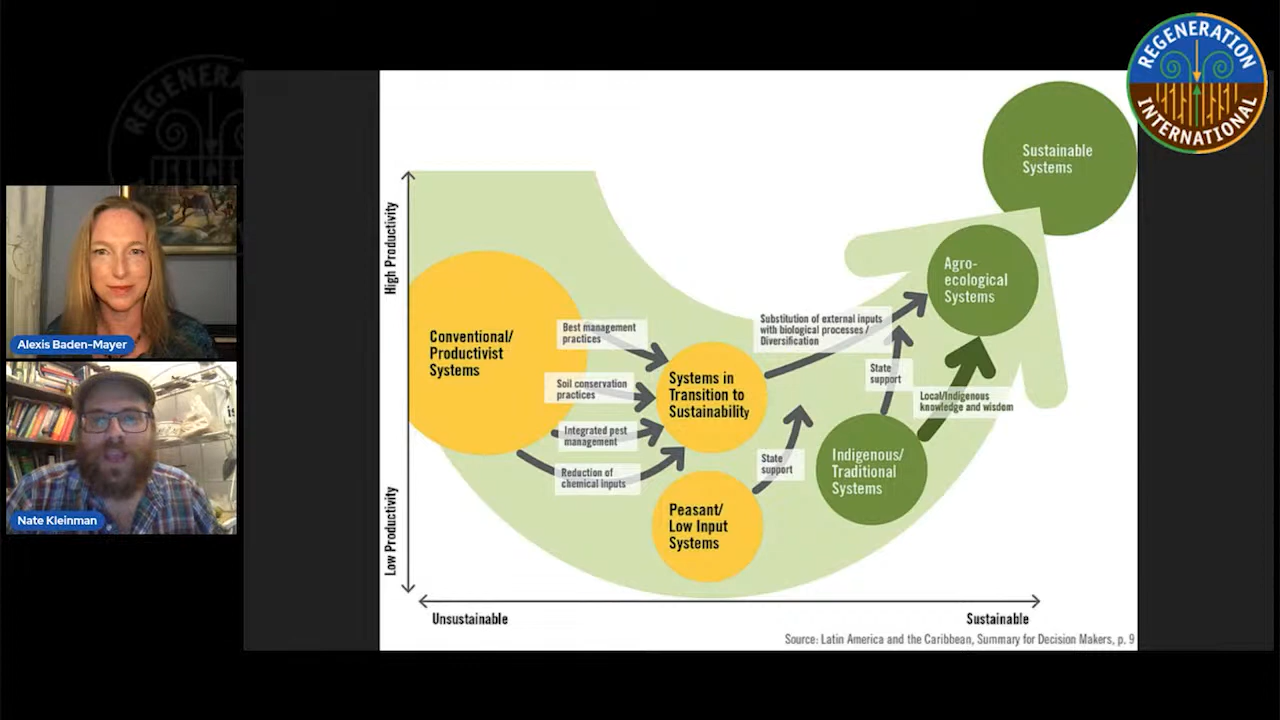 REGENERATION
INTERNATIONAL
Alexis Baden-Mayer
Nate Kleinman
High Productivity
Low Productivity
Unsustainable
Sustainable
Conventional/
Productivist
Systems
Best management
practices
Soil conservation
practices
Integrated pest
management
Reduction of
chemical inputs
Systems in
Transition to
Sustainability
Peasant/
Low Input
Systems
State
support
Substitution of external inputs
with biological processes /
Diversification
State
support
Local/Indigenous
knowledge and wisdom
Indigenous/
Traditional
Systems
Agro-
ecological
Systems
Sustainable
Systems
Source: Latin America and the Caribbean, Summary for Decision Makers, p. 9